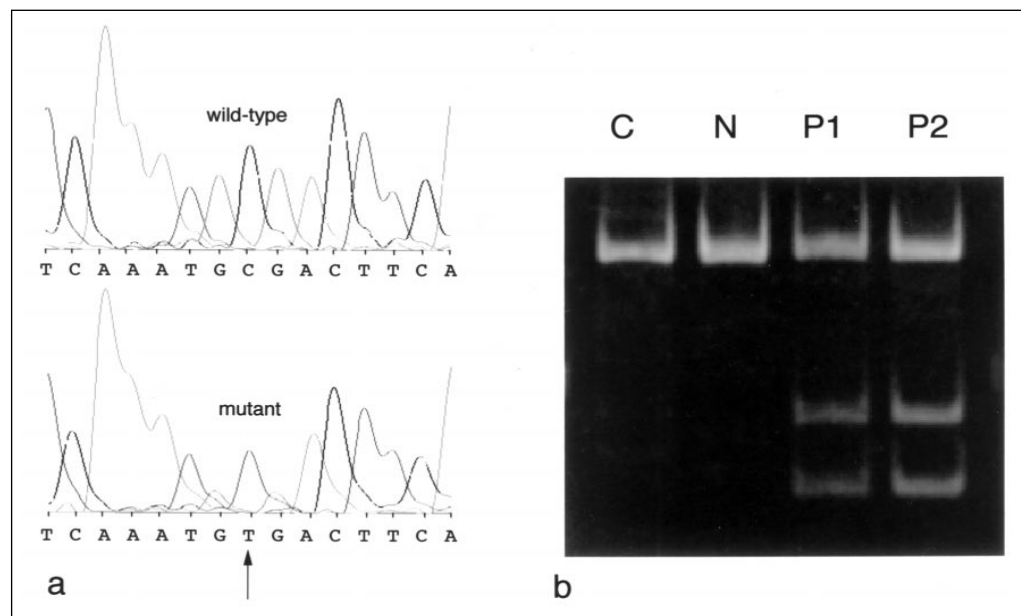 wild-type
T C A A A T G C G A C T T C A
mutant
T C A A A T G T G A C T T C A
a
C N P1 P2
b